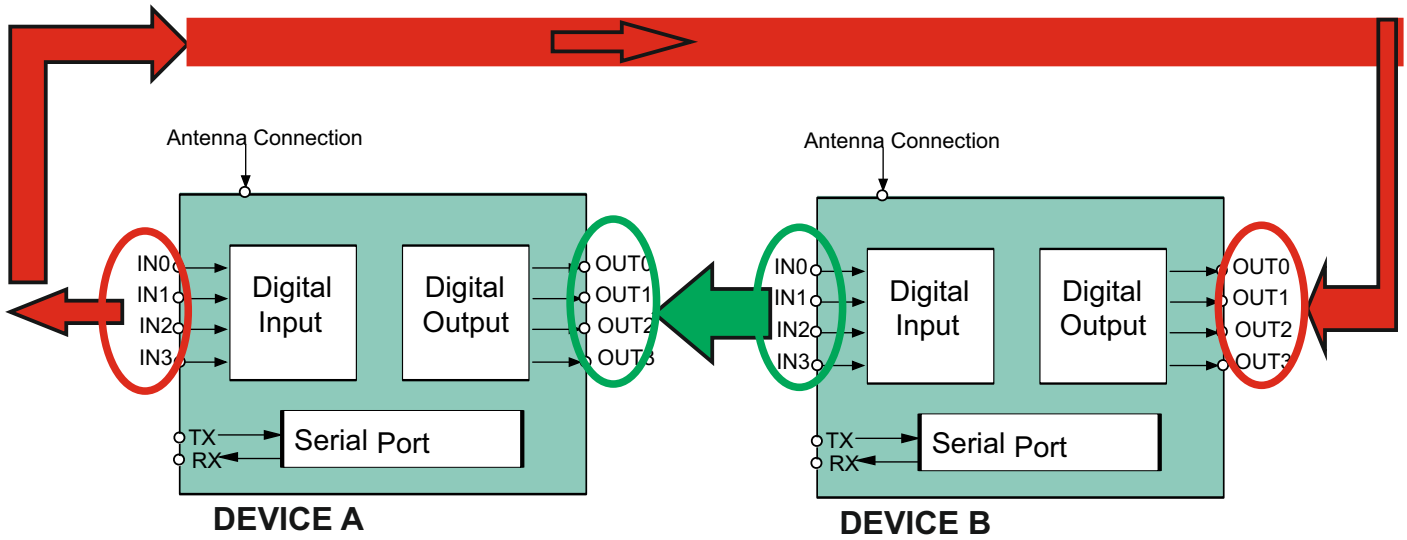 Antenna Connection
IN0
IN1
IN2
IN3
Digital
Input
Digital
Output
OUT0
OUT1
OUT2
OUT3
TX
RX
Serial Port
DEVICE A
Antenna Connection
IN0
IN1
IN2
IN3
Digital
Input
Digital
Output
OUT0
OUT1
OUT2
OUT3
TX
RX
Serial Port
DEVICE B